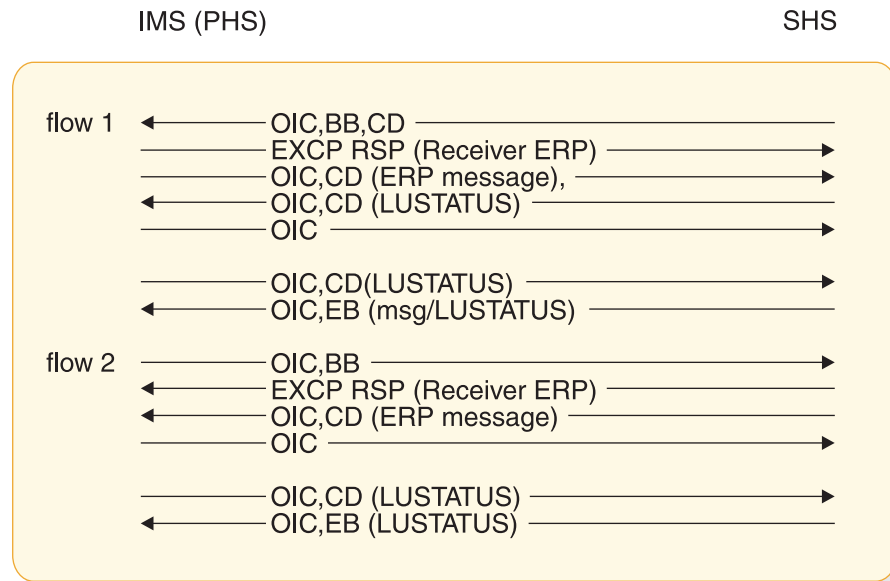 IMS (PHS) SHS
flow 1 OIC,BB,CD
EXCP RSP (Receiver ERP)
OIC,CD (ERP message),
OIC,CD (LUSTATUS)
OIC
OIC,CD(LUSTATUS)
OIC,EB (msg/LUSTATUS)
flow 2 OIC,BB
EXCP RSP (Receiver ERP)
OIC,CD (ERP message)
OIC
OIC,CD (LUSTATUS)
OIC,EB (LUSTATUS)